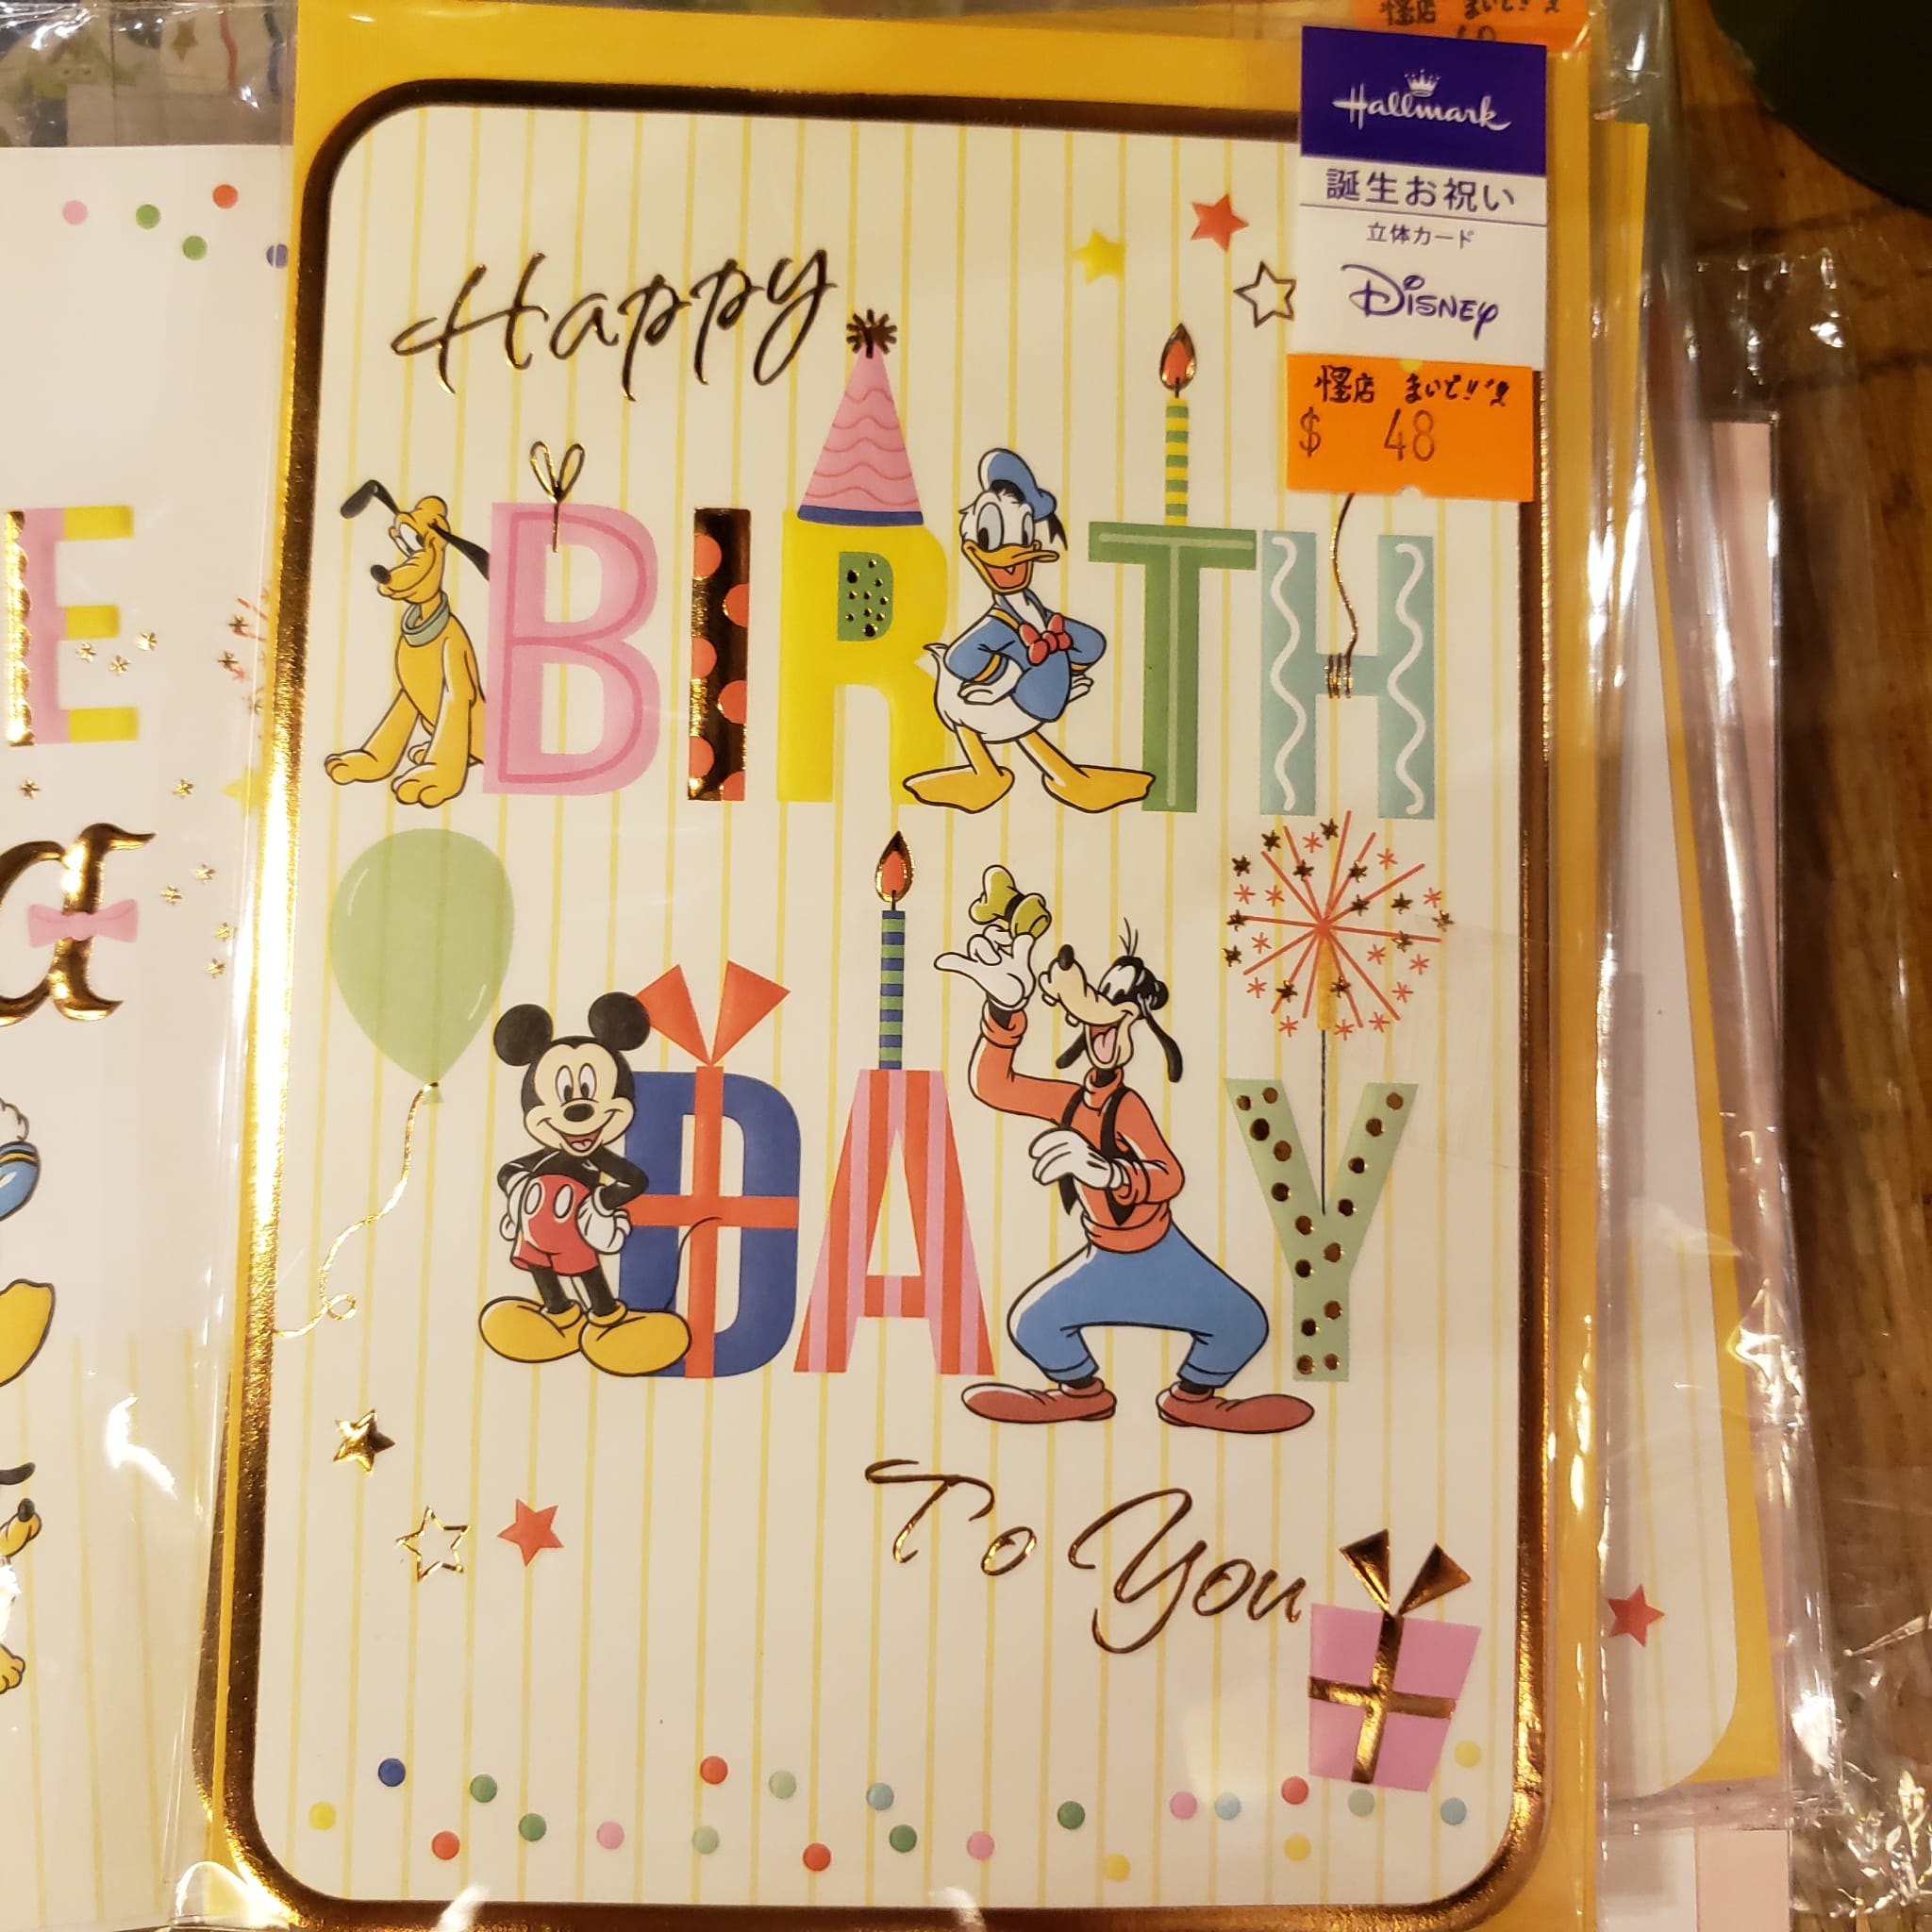 Hallmark
誕生お祝い
立体カード
Disney
怪店 まいど!!
$ 48
Happy
BIRTH
DAY
To You
E
a